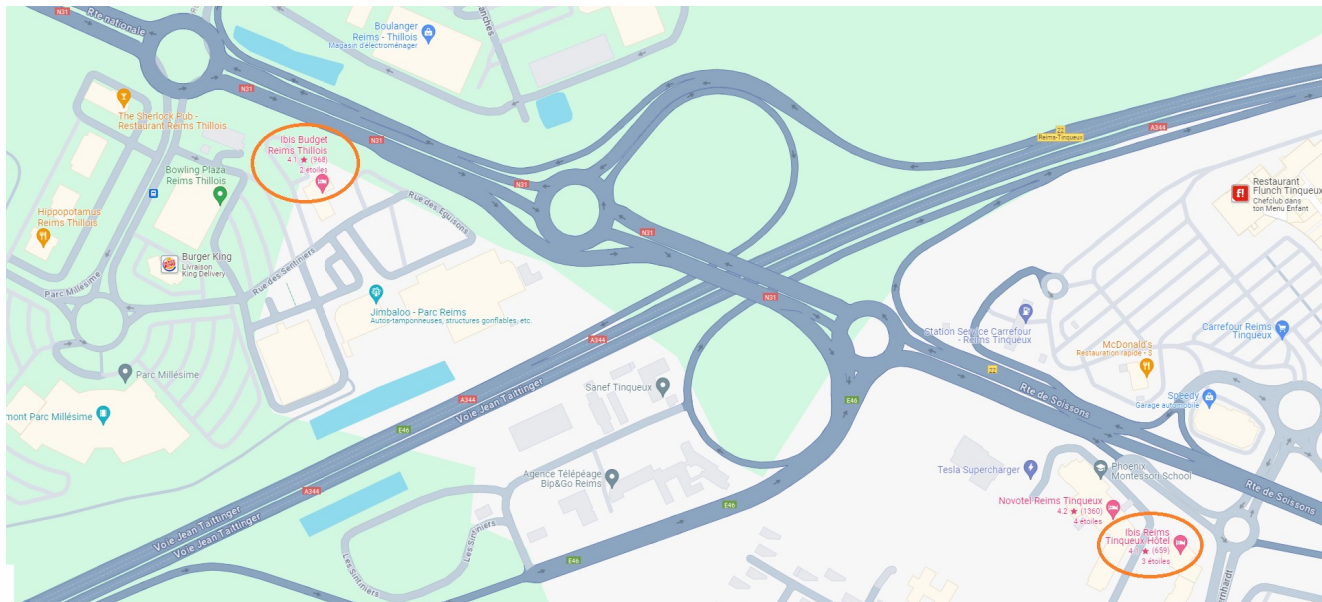 N31
Rte nationale
anches
Boulanger
Reims - Thillois
Magasin d'électroménager
N31
The Sherlock Pub -
Restaurant Reims Thillois
Ibis Budget
Reims Thillois
4.1 ★ (968)
2 étoiles
N31
22
Reims-Tinqueux
A344
Bowling Plaza
Reims Thillois
N31
Restaurant
Flunch Tinqueux
Chefclub dans
ton Menu Enfant
Hippopotamus
Reims Thillois
Rue des Eguisons
N31
Burger King
Livraison
King Delivery
Rue des Sentiniers
Parc Millésime
N31
Jimbaloo - Parc Reims
Autos-tamponneuses, structures gonflables, etc.
Station Service Carrefour
- Reims Tinqueux
Carrefour Reims
Tinqueux
A344
McDonald's
Restauration rapide - $
Parc Millésime
Sanef Tinqueux
Rte de Soissons
mont Parc Millésime
Voie Jean Taittinger
A344
E46
E46
Speedy
Garage automobile
Agence Télépéage
Bip&Go Reims
Tesla Supercharger
Phoenix
Montessori School
Rte de Soissons
A344
E46
Novotel Reims Tinqueux
4.2 ★ (1360)
4 étoiles
Voie Jean Taittinger
Voie Jean Taittinger
Ibis Reims
Tinqueux Hôtel
(659)
3 étoiles
Les Sintiniers
Les Sintiniers
ernhardt